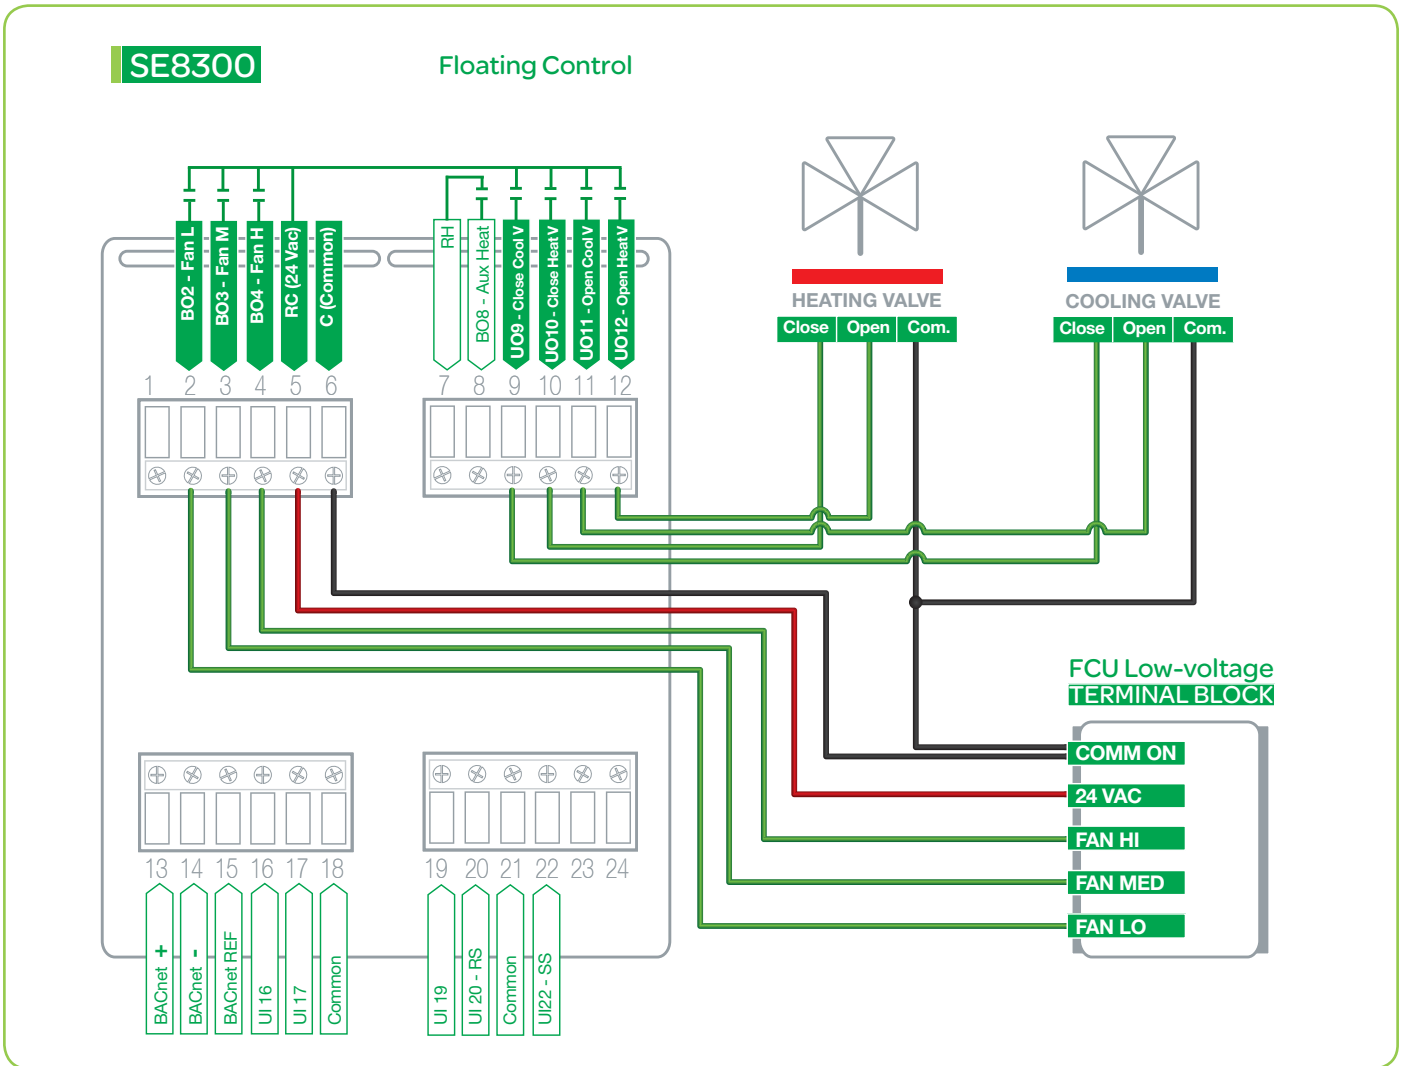 SE8300
Floating Control
BO2 - Fan L
BO3 - Fan M
BO4 - Fan H
RC (24 Vac)
C (Common)
RH
BO8 - Aux Heat
UO9 - Close Cool V
UO10 - Close Heat V
UO11 - Open Cool V
UO12 - Open Heat V
HEATING VALVE
Close Open Com.
COOLING VALVE
Close Open Com.
1 2 3 4 5 6
7 8 9 10 11 12
FCU Low-voltage
TERMINAL BLOCK
COMM ON
24 VAC
FAN HI
FAN MED
FAN LO
13 14 15 16 17 18
19 20 21 22 23 24
BACnet +
BACnet -
BACnet REF
UI 16
UI 17
Common
UI 19
UI 20 - RS
Common
UI22 - SS